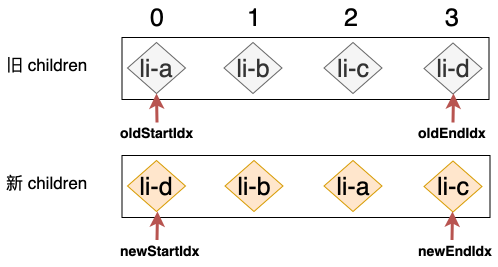 0 1 2 3
旧 children li-a li-b li-c li-d
oldStartIdx oldEndIdx
新 children li-d li-b li-a li-c
newStartIdx newEndIdx